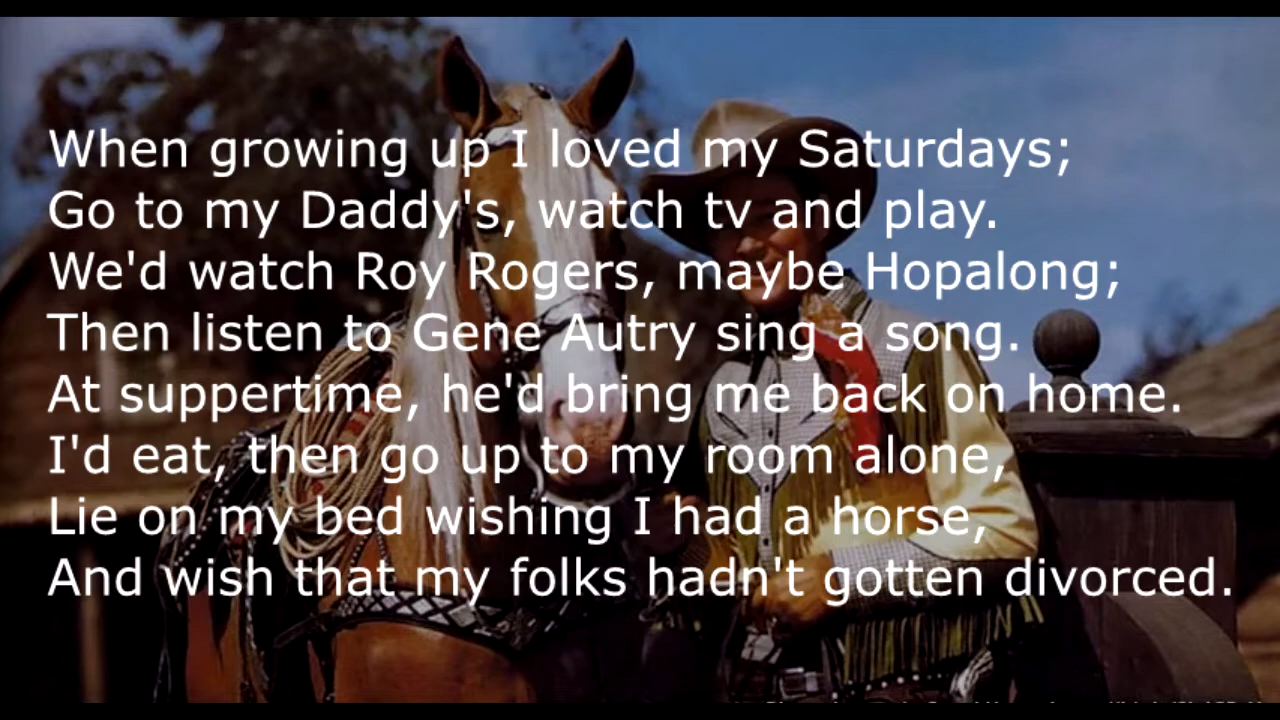 When growing up I loved my Saturdays;
Go to my Daddy's, watch tv and play.
We'd watch Roy Rogers, maybe Hopalong;
Then listen to Gene Autry sing a song.
At suppertime, he'd bring me back on home.
I'd eat, then go up to my room alone,
Lie on my bed wishing I had a horse,
And wish that my folks hadn't gotten divorced.